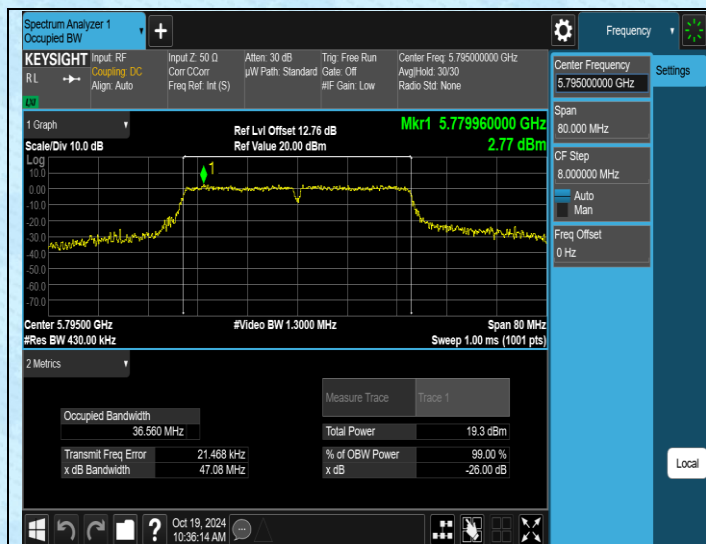 Spectrum Analyzer 1
Occupied BW
Frequency
KEYSIGHT
RL
LXI
Input: RF
Coupling: DC
Align: Auto
Input Z: 50 Ω
Corr CCorr
Freq Ref: Int (S)
Atten: 30 dB
µW Path: Standard
Trig: Free Run
Gate: Off
#IF Gain: Low
Center Freq: 5.795000000 GHz
Avg|Hold: 30/30
Radio Std: None
Center Frequency
5.795000000 GHz
Settings
Span
80.000 MHz
CF Step
8.000000 MHz
Auto
Man
Freq Offset
0 Hz
Local
1 Graph
Scale/Div 10.0 dB
Ref Lvl Offset 12.76 dB
Ref Value 20.00 dBm
Mkr1 5.779960000 GHz
2.77 dBm
Log
10.0
0.00
-10.0
-20.0
-30.0
-40.0
-50.0
-60.0
-70.0
1
Center 5.79500 GHz
#Res BW 430.00 kHz
#Video BW 1.3000 MHz
Span 80 MHz
Sweep 1.00 ms (1001 pts)
2 Metrics
Measure Trace Trace 1
Occupied Bandwidth
36.560 MHz
Total Power 19.3 dBm
Transmit Freq Error 21.468 kHz
% of OBW Power 99.00 %
x dB Bandwidth 47.08 MHz
x dB -26.00 dB
Oct 19, 2024
10:36:14 AM